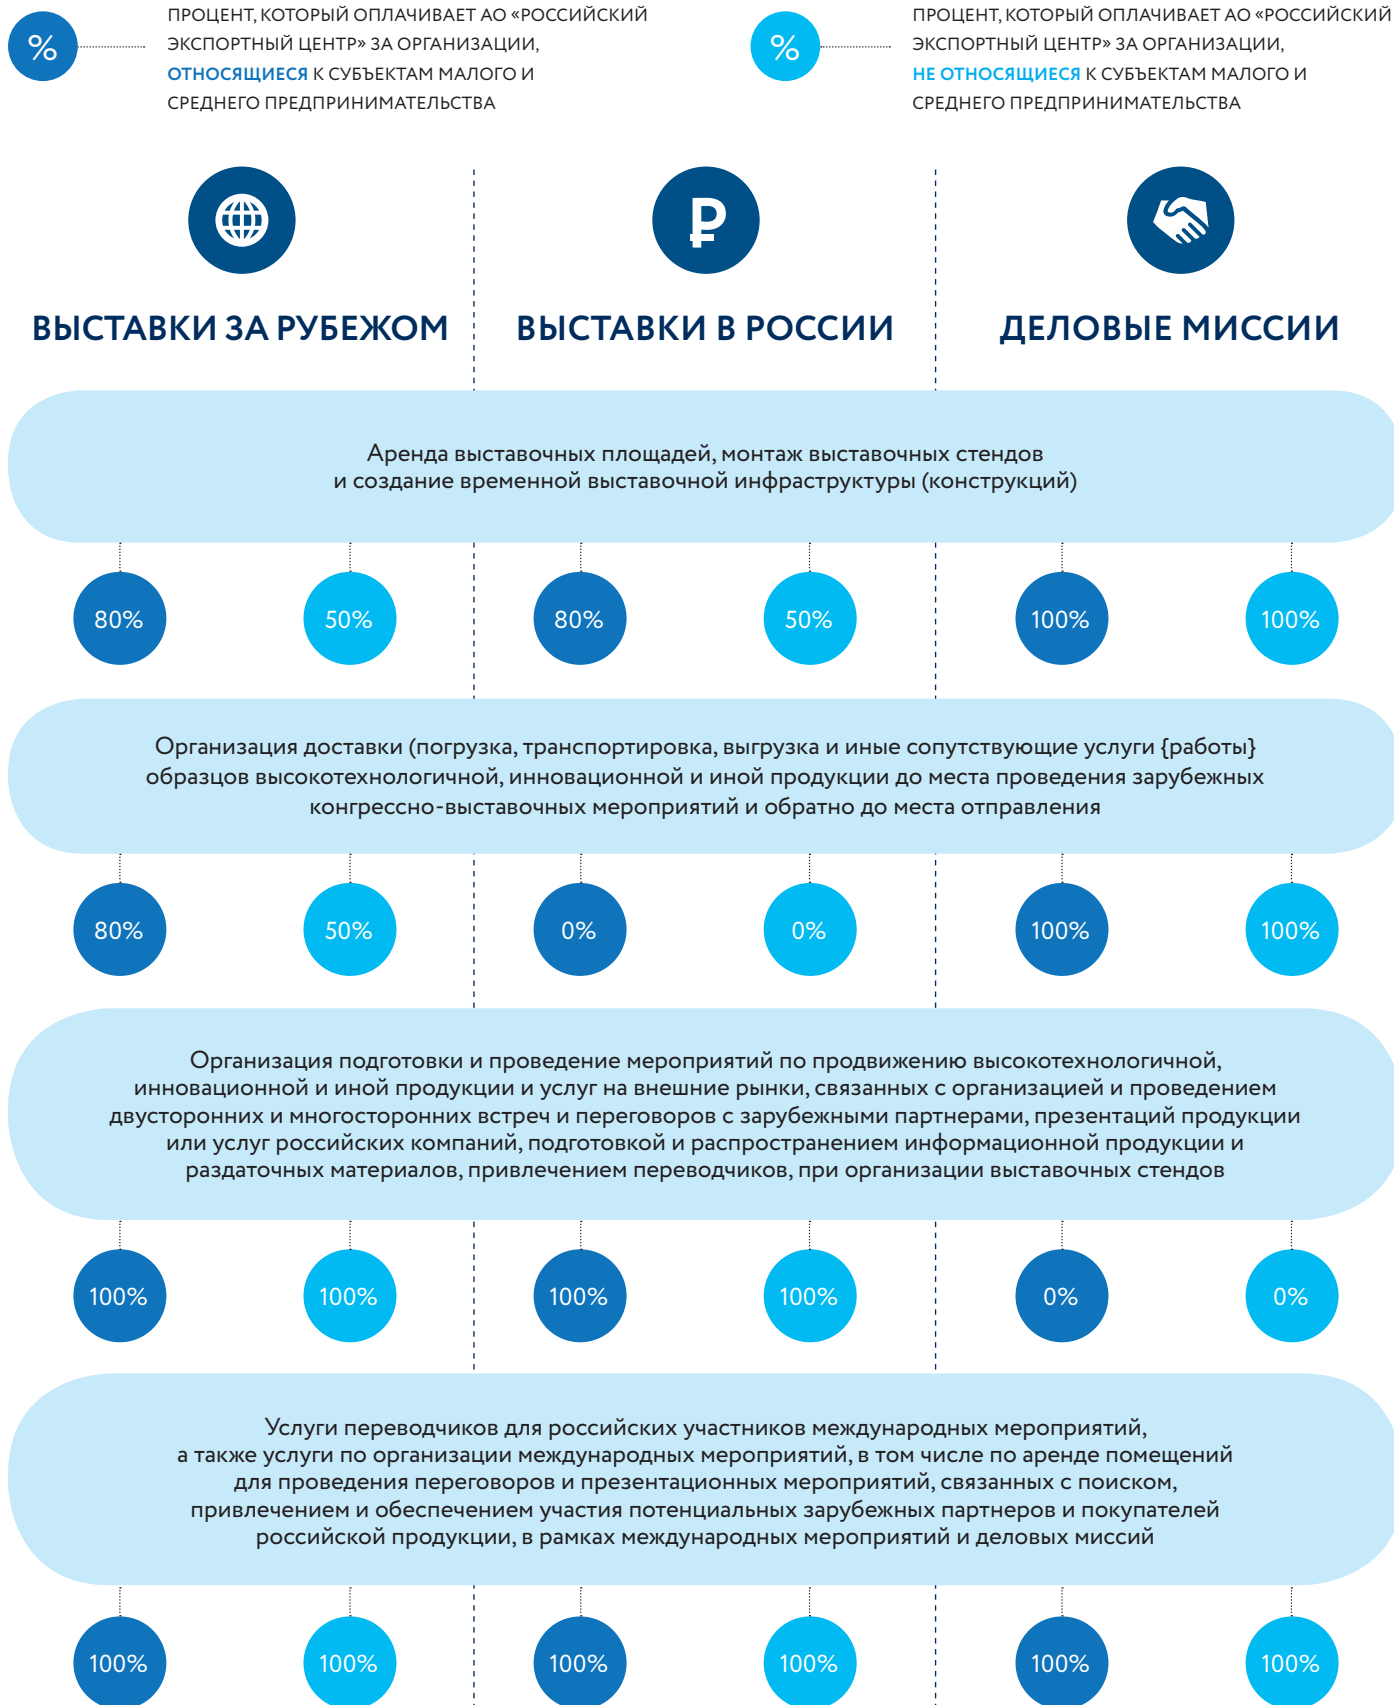 %
ПРОЦЕНТ, КОТОРЫЙ ОПЛАЧИВАЕТ АО «РОССИЙСКИЙ
ЭКСПОРТНЫЙ ЦЕНТР» ЗА ОРГАНИЗАЦИИ,
ОТНОСЯЩИЕСЯ К СУБЪЕКТАМ МАЛОГО И
СРЕДНЕГО ПРЕДПРИНИМАТЕЛЬСТВА
%
ПРОЦЕНТ, КОТОРЫЙ ОПЛАЧИВАЕТ АО «РОССИЙСКИЙ
ЭКСПОРТНЫЙ ЦЕНТР» ЗА ОРГАНИЗАЦИИ,
НЕ ОТНОСЯЩИЕСЯ К СУБЪЕКТАМ МАЛОГО И
СРЕДНЕГО ПРЕДПРИНИМАТЕЛЬСТВА
₽
ВЫСТАВКИ ЗА РУБЕЖОМ
ВЫСТАВКИ В РОССИИ
ДЕЛОВЫЕ МИССИИ
Аренда выставочных площадей, монтаж выставочных стендов
и создание временной выставочной инфраструктуры (конструкций)
80% 50% 80% 50% 100% 100%
Организация доставки (погрузка, транспортировка, выгрузка и иные сопутствующие услуги {работы}
образцов высокотехнологичной, инновационной и иной продукции до места проведения зарубежных
конгрессно-выставочных мероприятий и обратно до места отправления
80% 50% 0% 0% 100% 100%
Организация подготовки и проведение мероприятий по продвижению высокотехнологичной,
инновационной и иной продукции и услуг на внешние рынки, связанных с организацией и проведением
двусторонних и многосторонних встреч и переговоров с зарубежными партнерами, презентаций продукции
или услуг российских компаний, подготовкой и распространением информационной продукции и
раздаточных материалов, привлечением переводчиков, при организации выставочных стендов
100% 100% 100% 100% 0% 0%
Услуги переводчиков для российских участников международных мероприятий,
а также услуги по организации международных мероприятий, в том числе по аренде помещений
для проведения переговоров и презентационных мероприятий, связанных с поиском,
привлечением и обеспечением участия потенциальных зарубежных партнеров и покупателей
российской продукции, в рамках международных мероприятий и деловых миссий
100% 100% 100% 100% 100% 100%